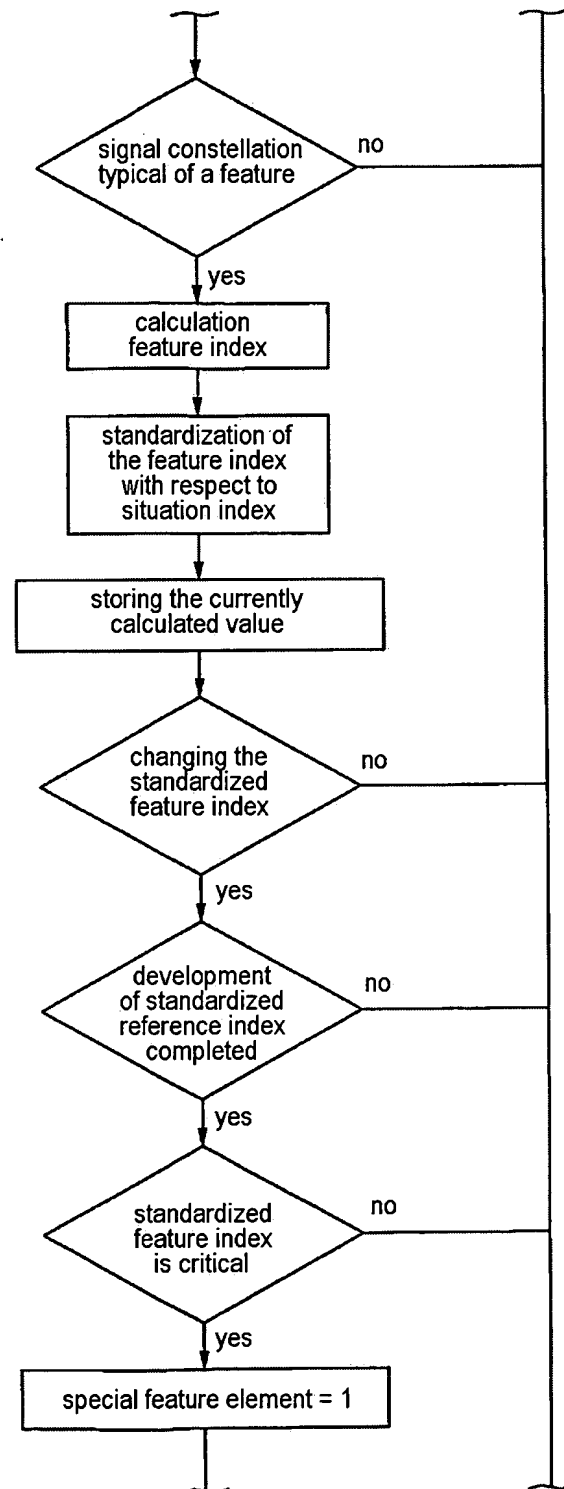 signal constellation
typical of a feature
no
yes
calculation
feature index
standardization of
the feature index
with respect to
situation index
storing the currently
calculated value
changing the
standardized
feature index
no
yes
development
of standardized
reference index
completed
no
yes
standardized
feature index
is critical
no
yes
special feature element = 1